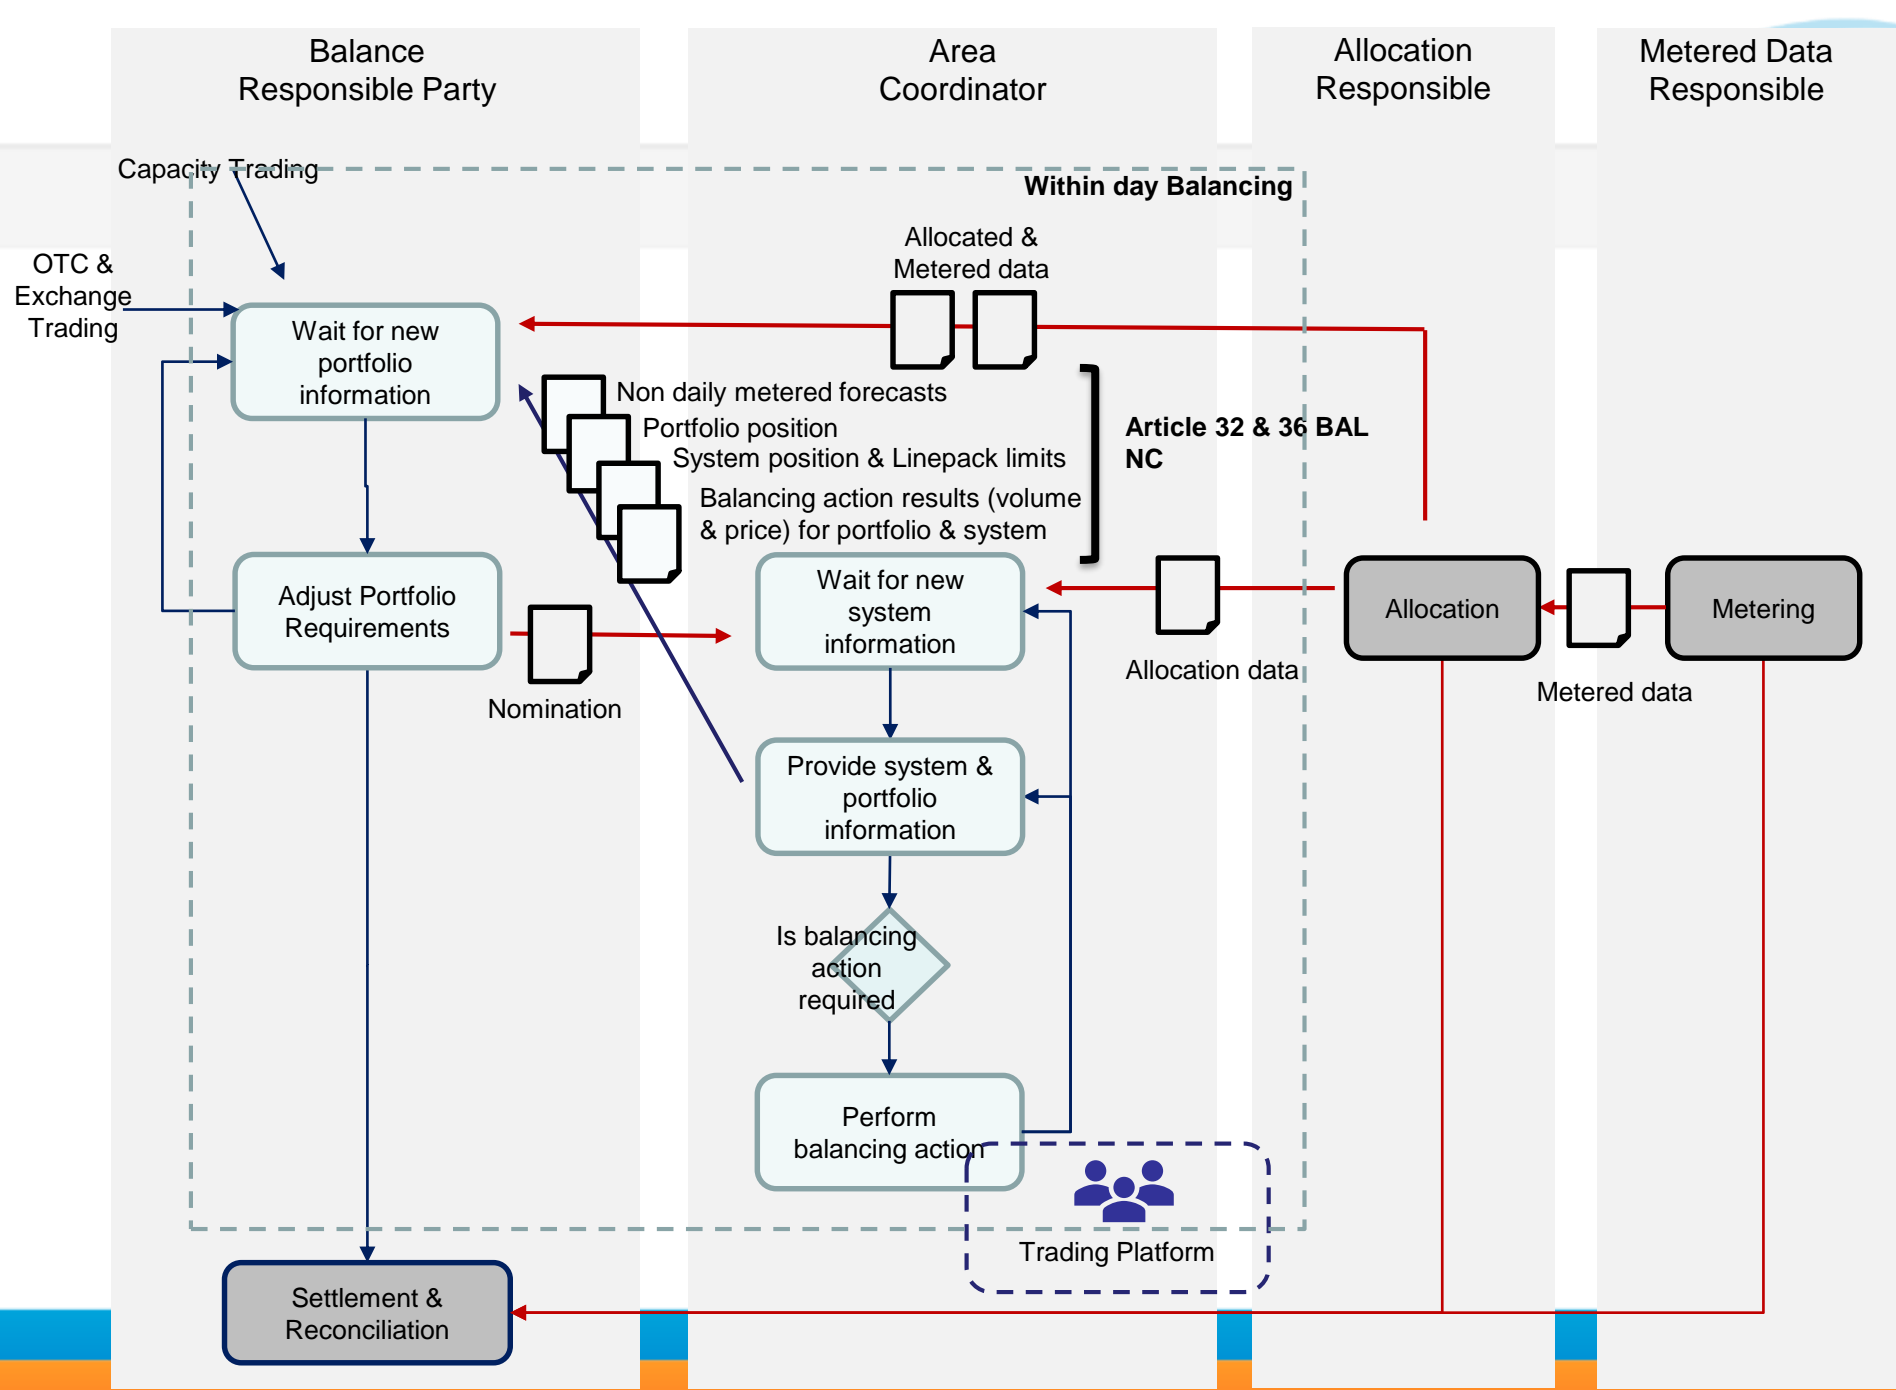 Balance
Responsible Party
Area
Coordinator
Allocation
Responsible
Metered Data
Responsible
Capacity Trading
Within day Balancing
OTC &
Exchange
Trading
Allocated &
Metered data
Wait for new
portfolio
information
Non daily metered forecasts
Portfolio position
System position & Linepack limits
Balancing action results (volume
& price) for portfolio & system
Article 32 & 36 BAL
NC
Adjust Portfolio
Requirements
Nomination
Wait for new
system
information
Allocation data
Allocation
Metered data
Metering
Provide system &
portfolio
information
Is balancing
action
required
Perform
balancing action
Trading Platform
Settlement &
Reconciliation